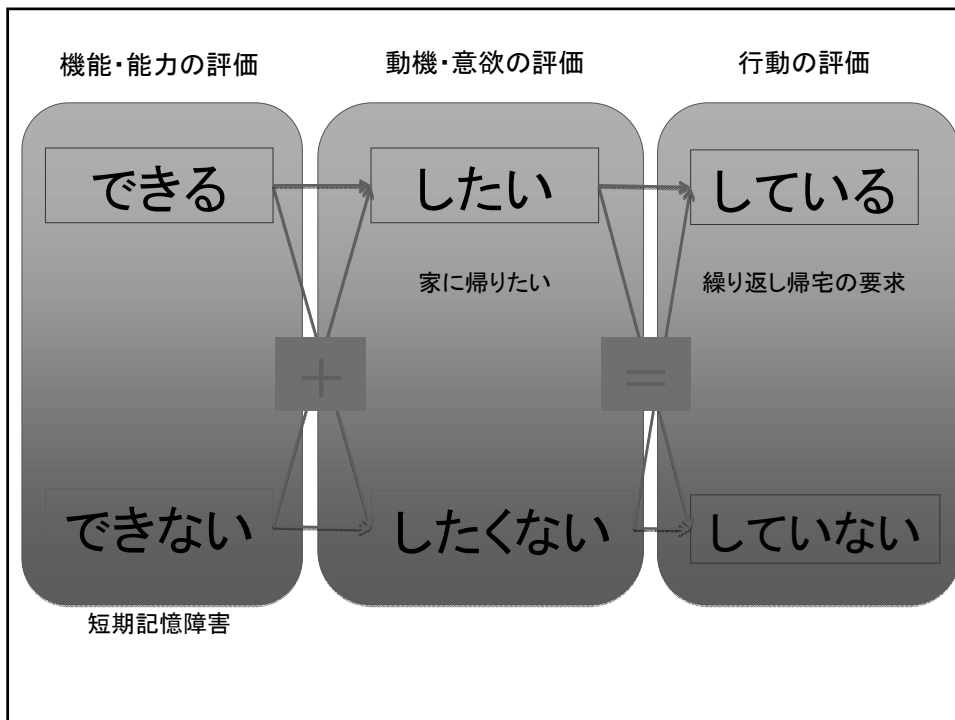 機能・能力の評価
動機・意欲の評価
行動の評価
できる
したい
している
家に帰りたい
繰り返し帰宅の要求
+
=
できない
したくない
していない
短期記憶障害